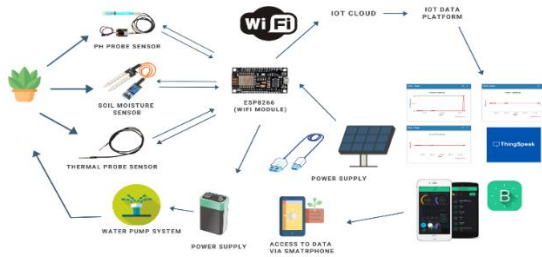 WiFi
IOT CLOUD
IOT DATA
PLATFORM
PH PROBE SENSOR
SOIL MOISTURE
SENSOR
ESP8266
(WIFI MODULE)
THERMAL PROBE SENSOR
ThingSpeak
POWER SUPPLY
B
WATER PUMP SYSTEM
POWER SUPPLY
ACCESS TO DATA
VIA SMATRPHONE